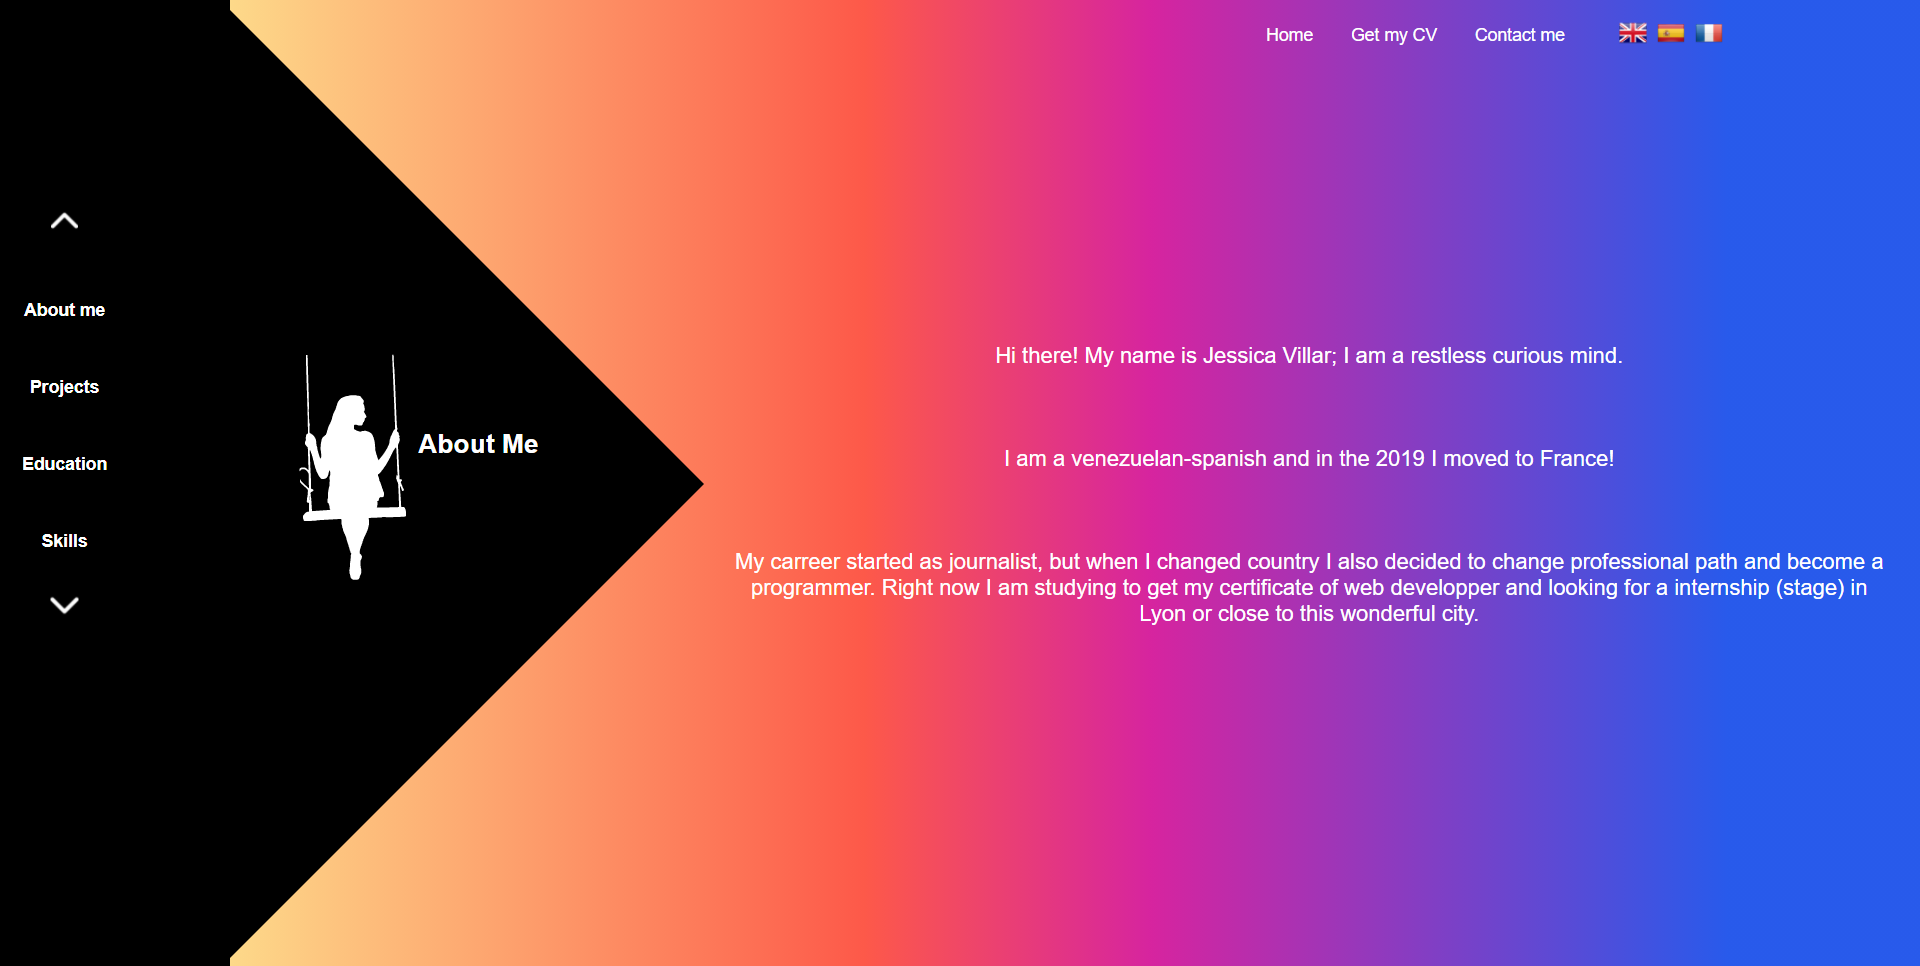 Home Get my CV Contact me
About me
Projects
Education
Skills
About Me
Hi there! My name is Jessica Villar; I am a restless curious mind.
I am a venezuelan-spanish and in the 2019 I moved to France!
My carreer started as journalist, but when I changed country I also decided to change professional path and become a
programmer. Right now I am studying to get my certificate of web developper and looking for a internship (stage) in
Lyon or close to this wonderful city.